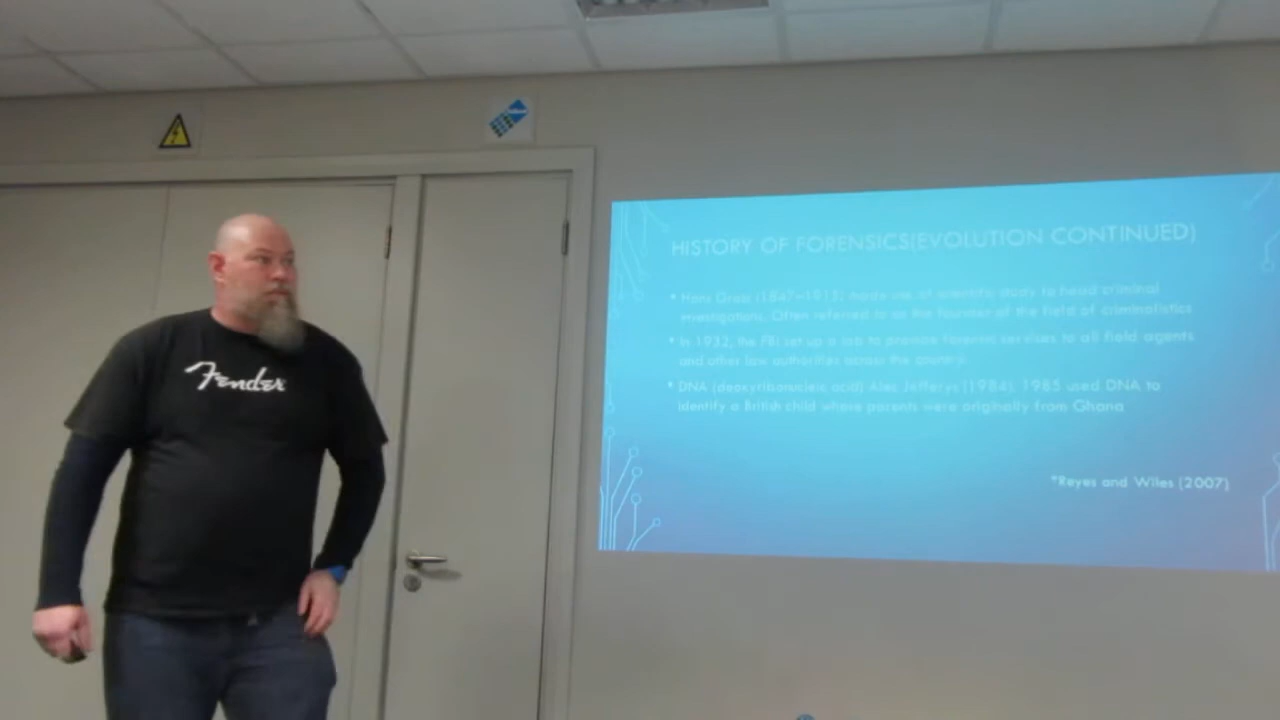 Fender
HISTORY OF FORENSICS(EVOLUTION CONTINUED)
* Hans Gross (1847-1915) made use of scientific study to head criminal
investigations. Often referred to as the founder of the field of criminalistics
* In 1932, the FBI set up a lab to promote forensic services to all field agents
and other law authorities across the country.
* DNA (deoxyribonucleic acid) Alec Jefferys (1984). 1985 used DNA to
identify a British child whose parents were originally from Ghana
*Reyes and Wiles (2007)